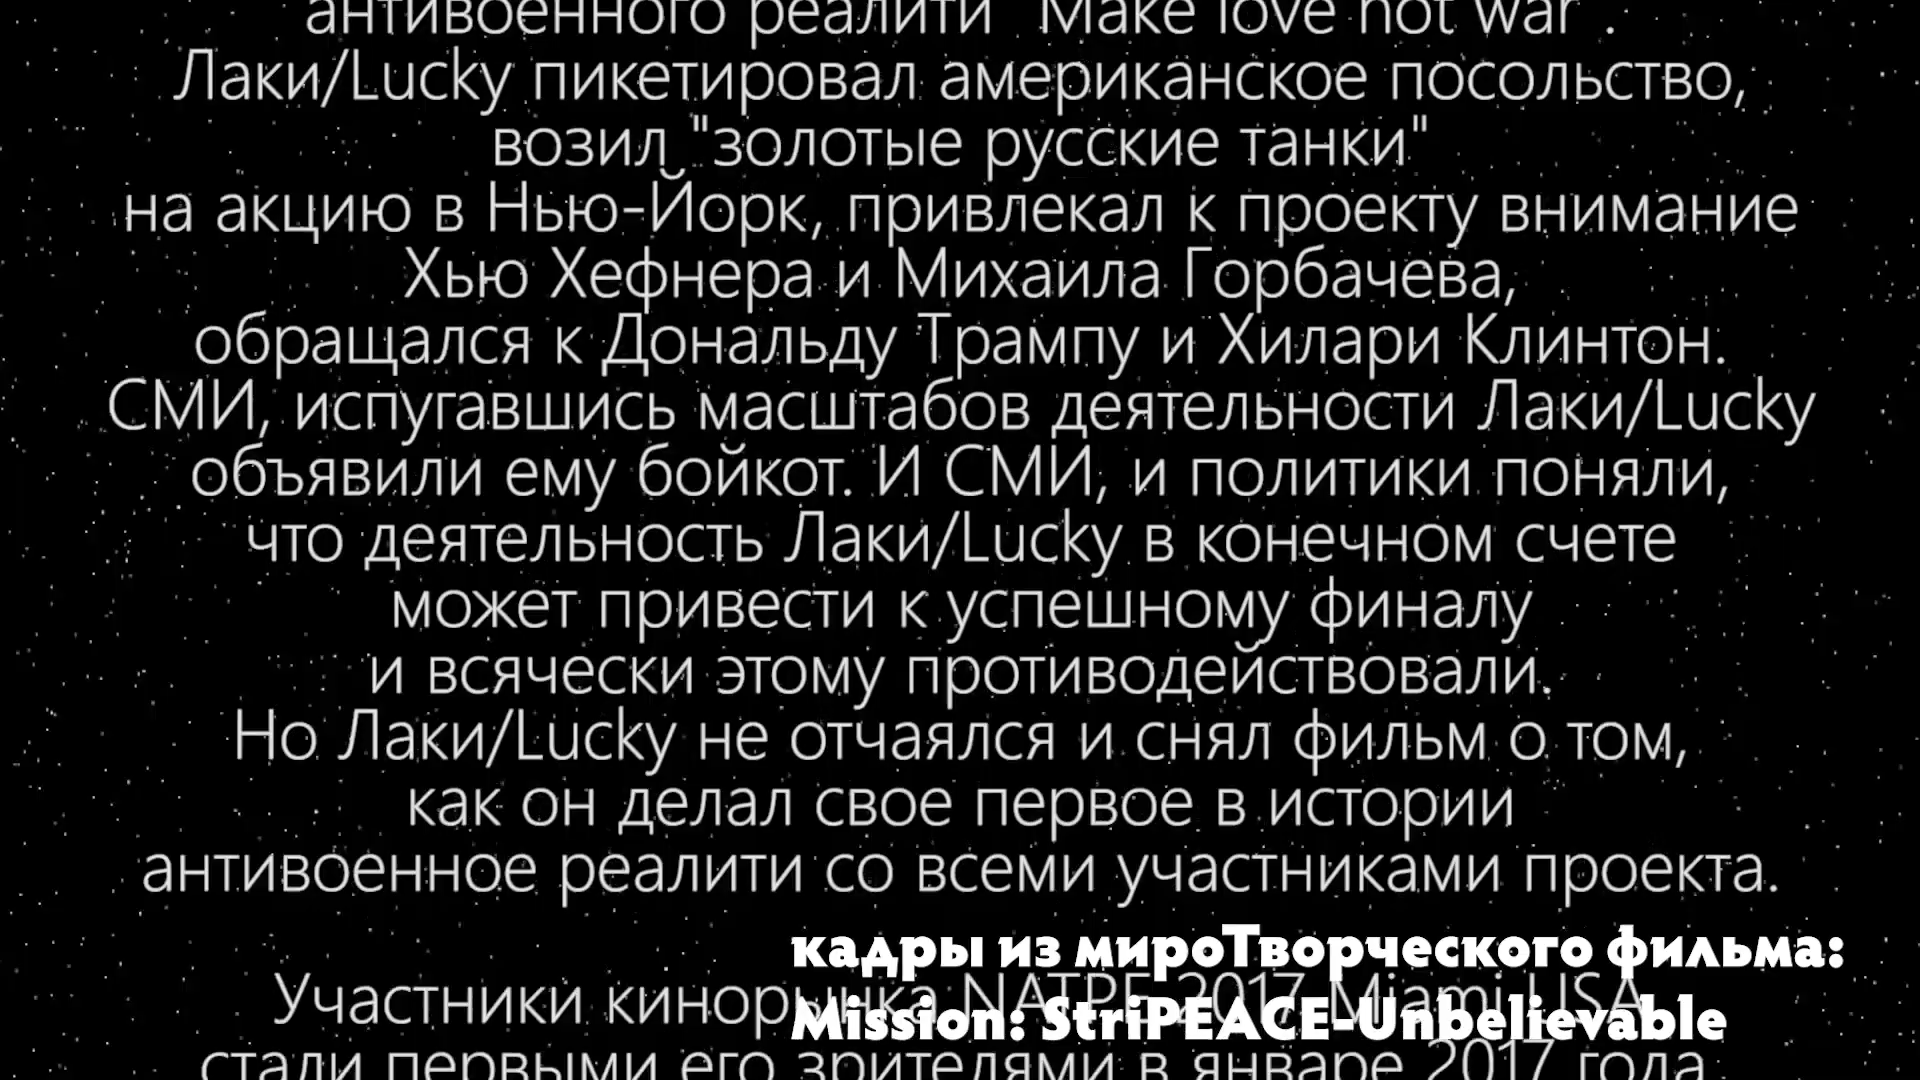 антивоенного реалити "Make love not war".
Лаки/Lucky пикетировал американское посольство,
возил "золотые русские танки"
на акцию в Нью-Йорк, привлекал к проекту внимание
Хью Хефнера и Михаила Горбачева,
обращался к Дональду Трампу и Хилари Клинтон.
СМИ, испугавшись масштабов деятельности Лаки/Lucky
объявили ему бойкот. И СМИ, и политики поняли,
что деятельность Лаки/Lucky в конечном счете
может привести к успешному финалу
и всячески этому противодействовали.
Но Лаки/Lucky не отчаялся и снял фильм о том,
как он делал свое первое в истории
антивоенное реалити со всеми участниками проекта.
кадры из мироТворческого фильма:
Участники кинорынка NATPE 2017 Miami USA
Mission: StriPEACE-Unbelievable
стали первыми его зрителями в январе 2017 года